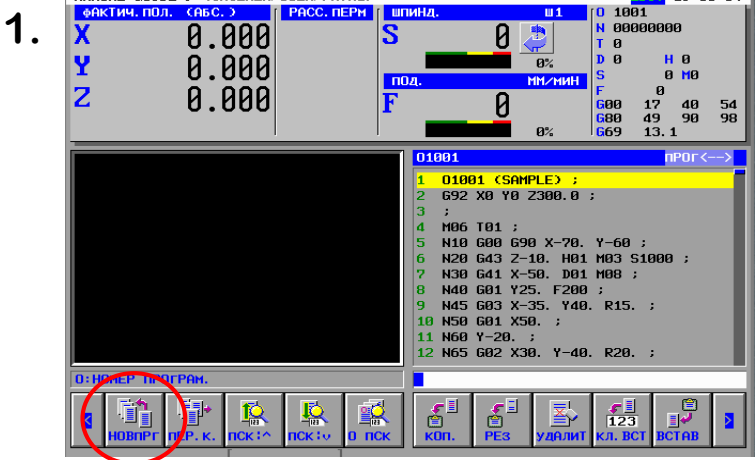 1.
ФАКТИЧ. ПОЛ. (АБС.) РАСС. ПЕРМ ШПИНД. Ш1 O 1001
X 0.000 S 0 N 00000000
T 0
Y 0.000 0% D 0 H 0
S 0 M0
Z 0.000 ПОД. ММ/МИН F 0
F 0 G00 17 40 54
G80 49 90 98
0% G69 13.1
O1001 ПРОГ<-->
1 O1001 (SAMPLE) ;
2 G92 X0 Y0 Z300.0 ;
3 ;
4 M06 T01 ;
5 N10 G00 G90 X-70. Y-60 ;
6 N20 G43 Z-10. H01 M03 S1000 ;
7 N30 G41 X-50. D01 M08 ;
8 N40 G01 Y25. F200 ;
9 N45 G03 X-35. Y40. R15. ;
10 N50 G01 X50. ;
11 N60 Y-20. ;
12 N65 G02 X30. Y-40. R20. ;
O:НОМЕР ПРОГРАМ.
НОВПРГ ПЕР.К. ПСК:^ ПСК:v O ПСК КОП. РЕЗ УДАЛИТ КЛ.ВСТ ВСТАВ
123